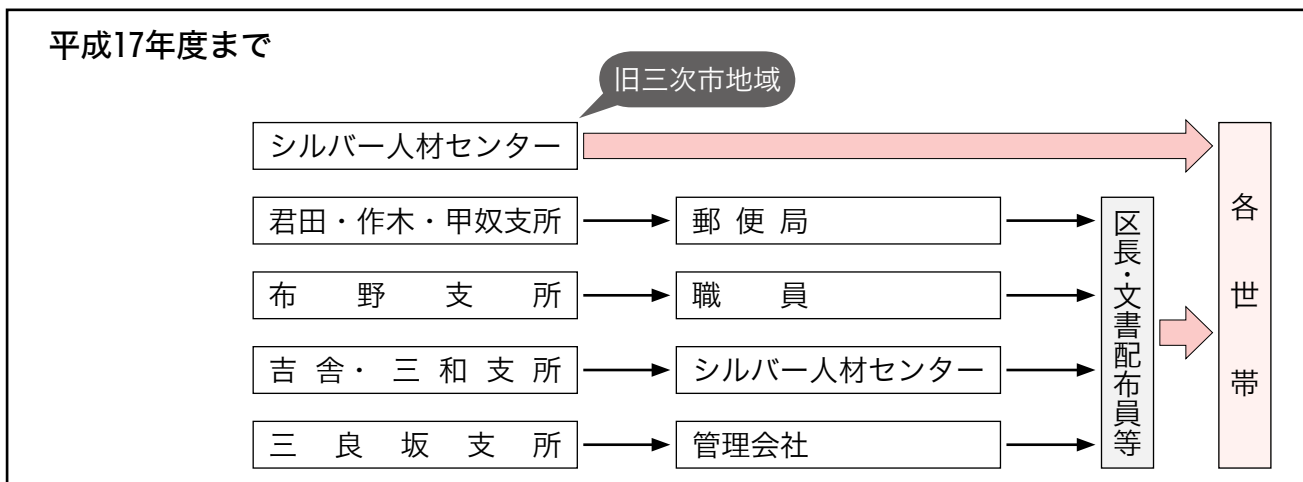 平成17年度まで
旧三次市地域
シルバー人材センター
君田・作木・甲奴支所
郵便局
布野支所
職員
吉舎・三和支所
シルバー人材センター
三良坂支所
管理会社
区長・文書配布員等
各世帯